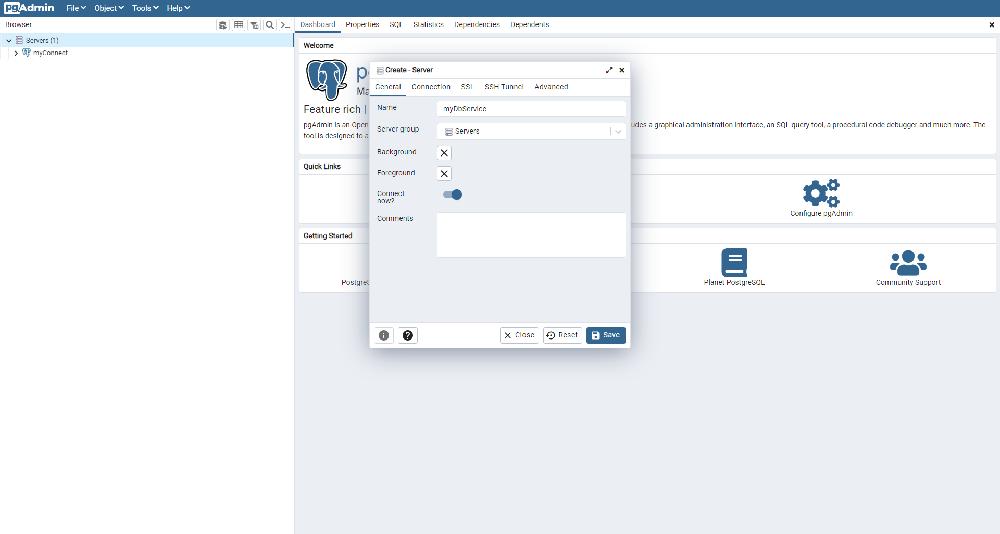 pgAdmin
File
Object
Tools
Help
Browser
Dashboard
Properties
SQL
Statistics
Dependencies
Dependents
Servers (1)
myConnect
Welcome
Feature rich |
pgAdmin is an Open
udes a graphical administration interface, an SQL query tool, a procedural code debugger and much more. The
tool is designed to a
Quick Links
Configure pgAdmin
Getting Started
Planet PostgreSQL
Community Support
Create - Server
General
Connection
SSL
SSH Tunnel
Advanced
Name
myDbService
Server group
Servers
Background
Foreground
Connect
now?
Comments
Close
Reset
Save